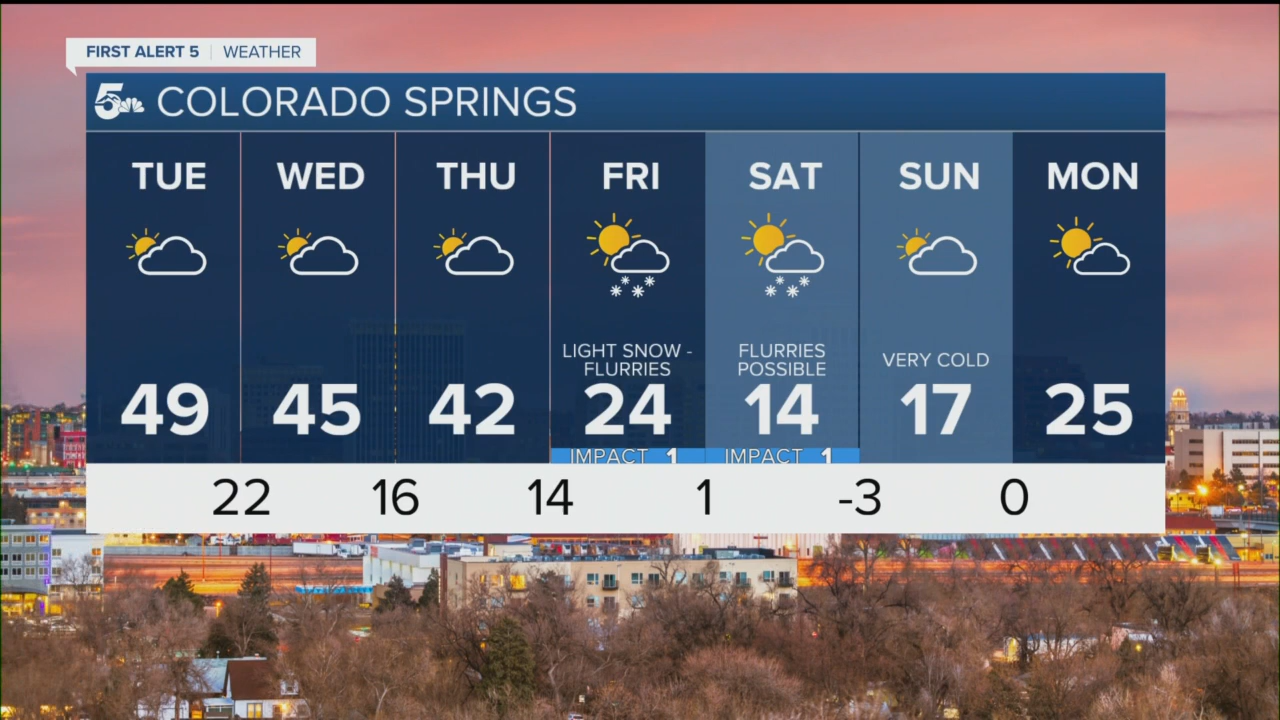 FIRST ALERT 5 | WEATHER
5 COLORADO SPRINGS
TUE WED THU FRI SAT SUN MON
LIGHT SNOW - FLURRIES VERY COLD
FLURRIES POSSIBLE
49 45 42 24 14 17 25
IMPACT 1 IMPACT 1
22 16 14 1 -3 0